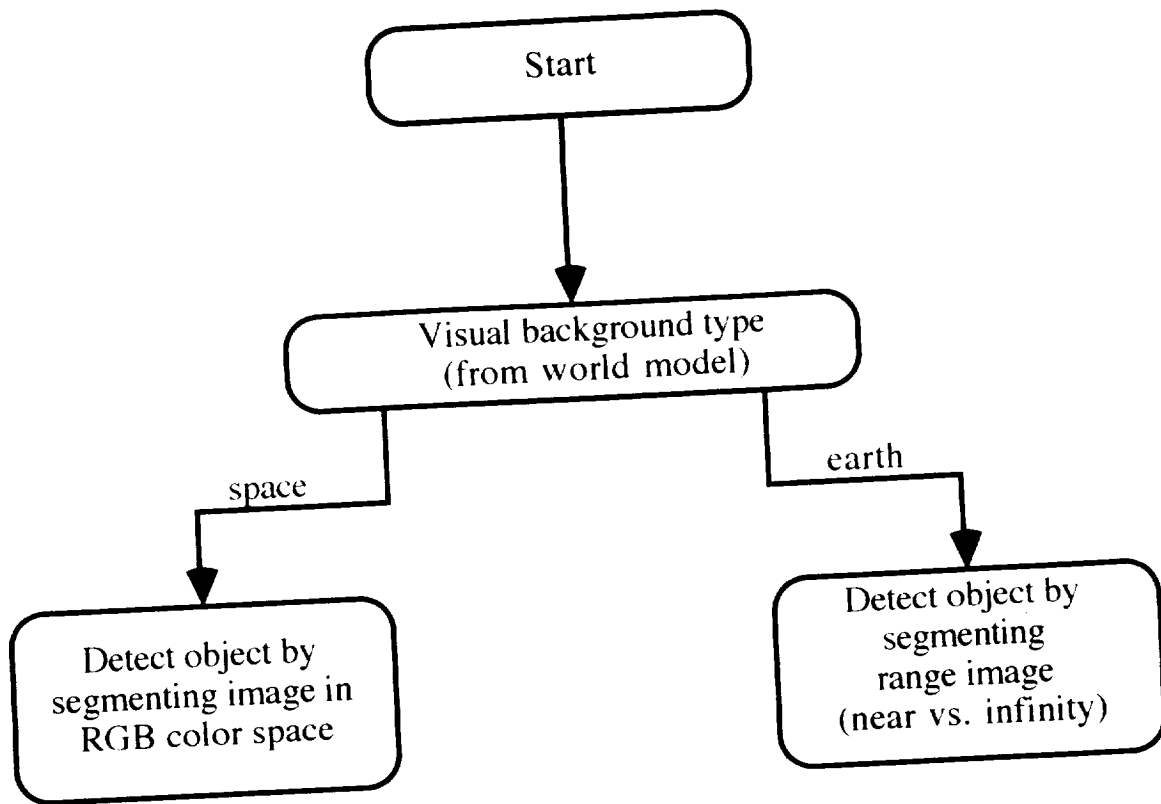 Start
Visual background type
(from world model)
space
earth
Detect object by
segmenting image in
RGB color space
Detect object by
segmenting
range image
(near vs. infinity)